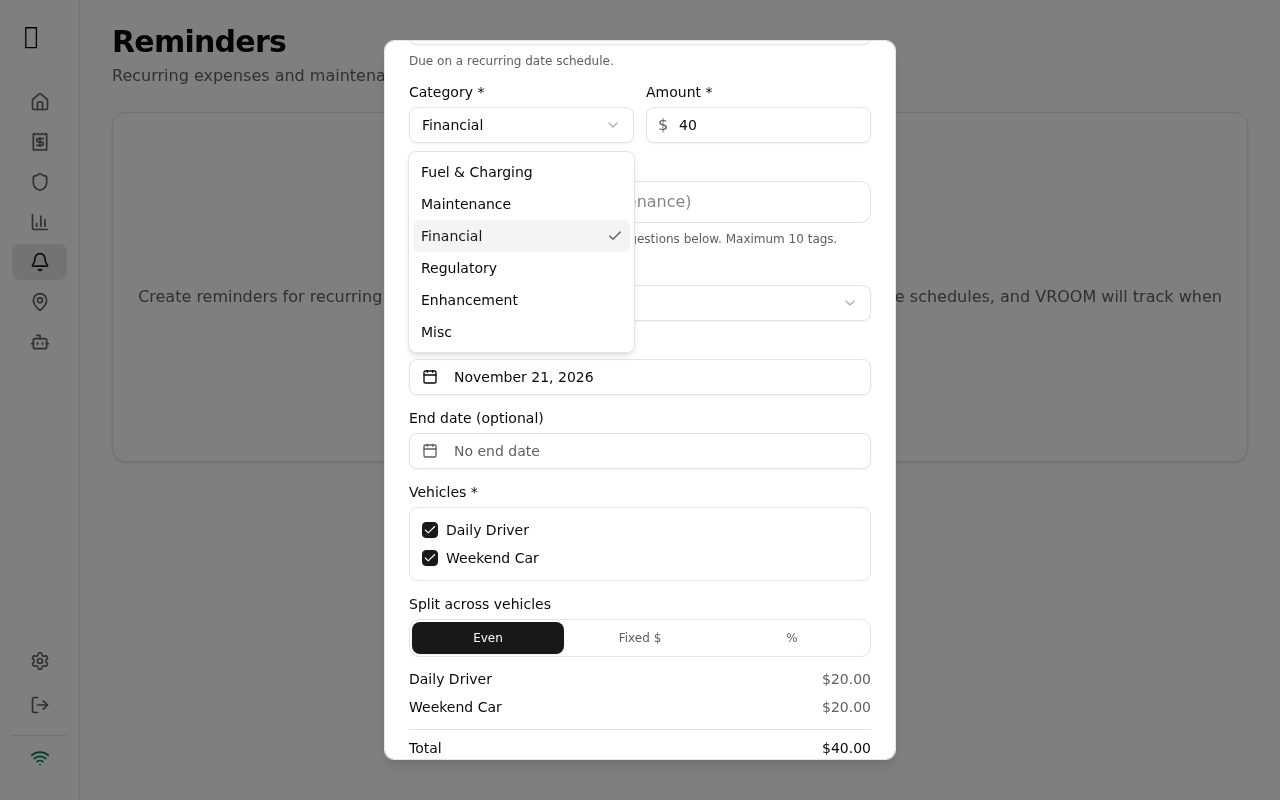 Reminders
Recurring expenses and maintena
Create reminders for recurring
e schedules, and VROOM will track when
Due on a recurring date schedule.
Category *
Amount *
Financial
$ 40
Fuel & Charging
Maintenance
Financial
Regulatory
Enhancement
Misc
enance)
gestions below. Maximum 10 tags.
November 21, 2026
End date (optional)
No end date
Vehicles *
Daily Driver
Weekend Car
Split across vehicles
Even
Fixed $
%
Daily Driver
$20.00
Weekend Car
$20.00
Total
$40.00